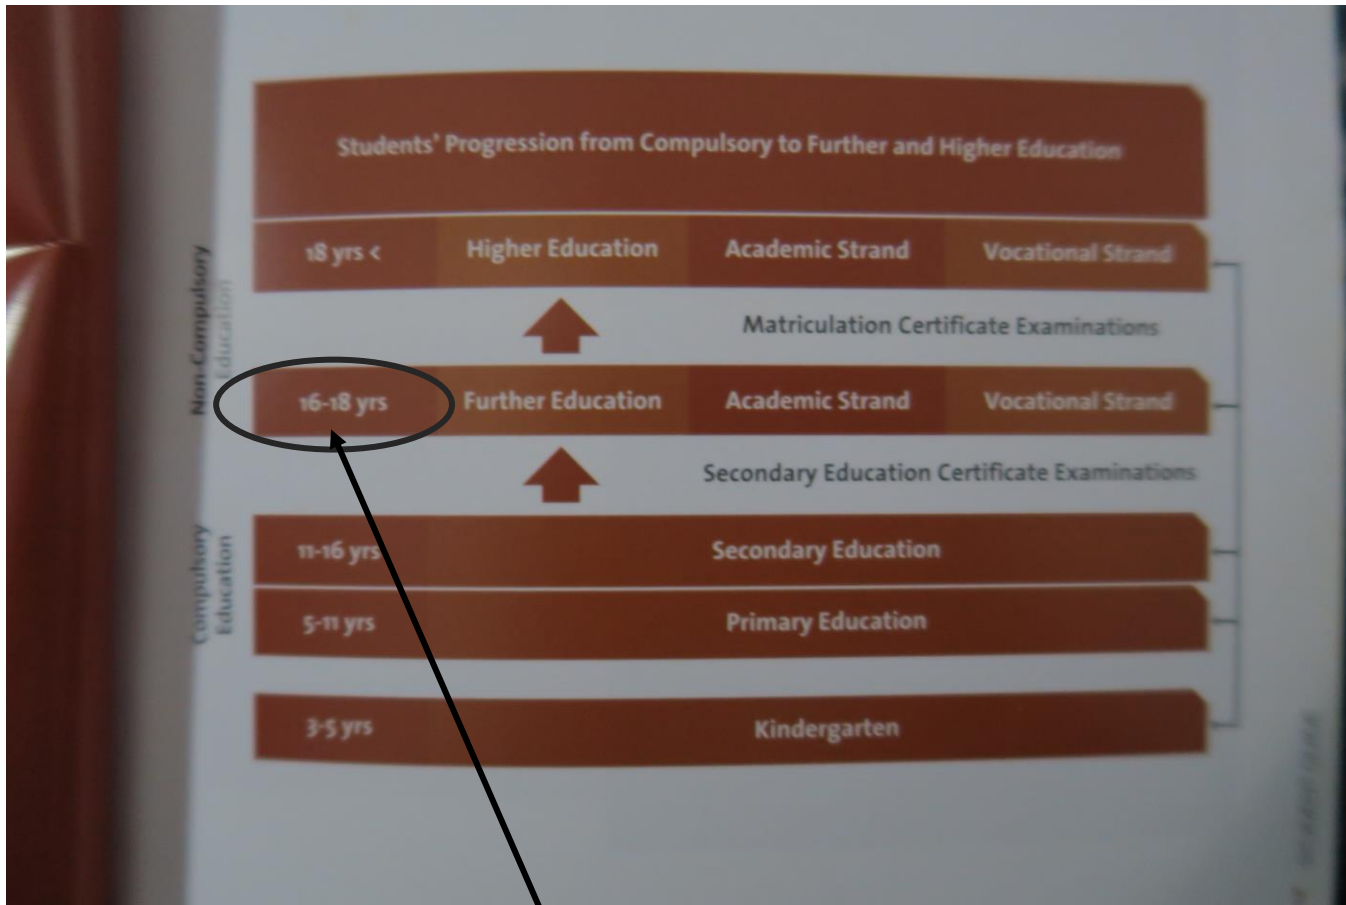 Students' Progression from Compulsory to Further and Higher Education
Non-Compulsory
Education
18 yrs < Higher Education Academic Strand Vocational Strand
Matriculation Certificate Examinations
16-18 yrs Further Education Academic Strand Vocational Strand
Secondary Education Certificate Examinations
Compulsory
Education
11-16 yrs Secondary Education
5-11 yrs Primary Education
3-5 yrs Kindergarten